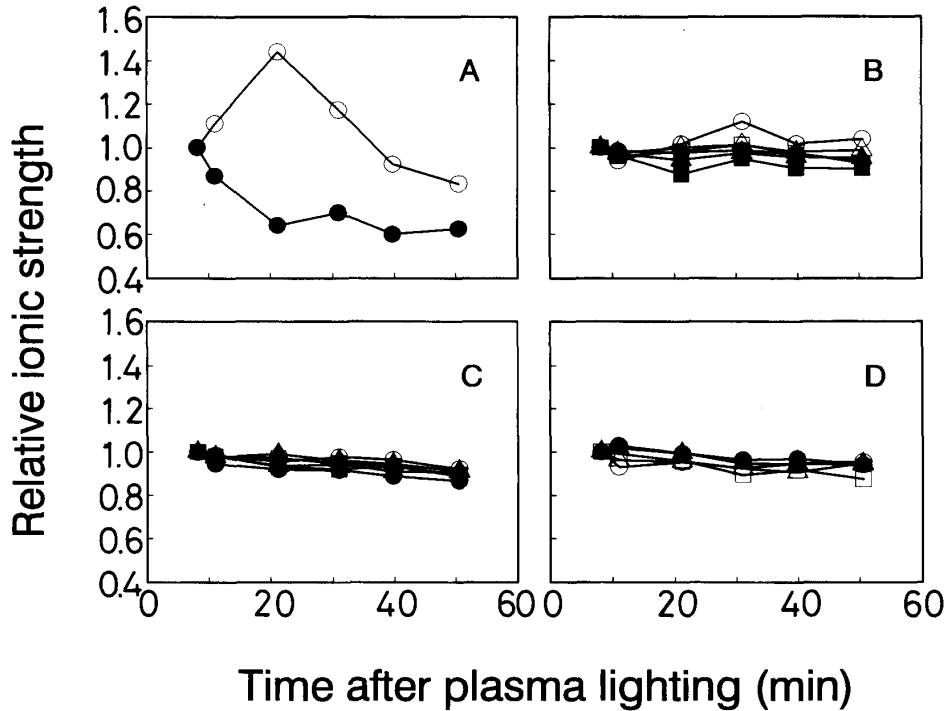 1.6
1.4
1.2
1.0
0.8
0.6
0.4
A
B
Relative ionic strength
1.6
1.4
1.2
1.0
0.8
0.6
0.4
C
D
0 20 40 60 0 20 40 60
Time after plasma lighting (min)